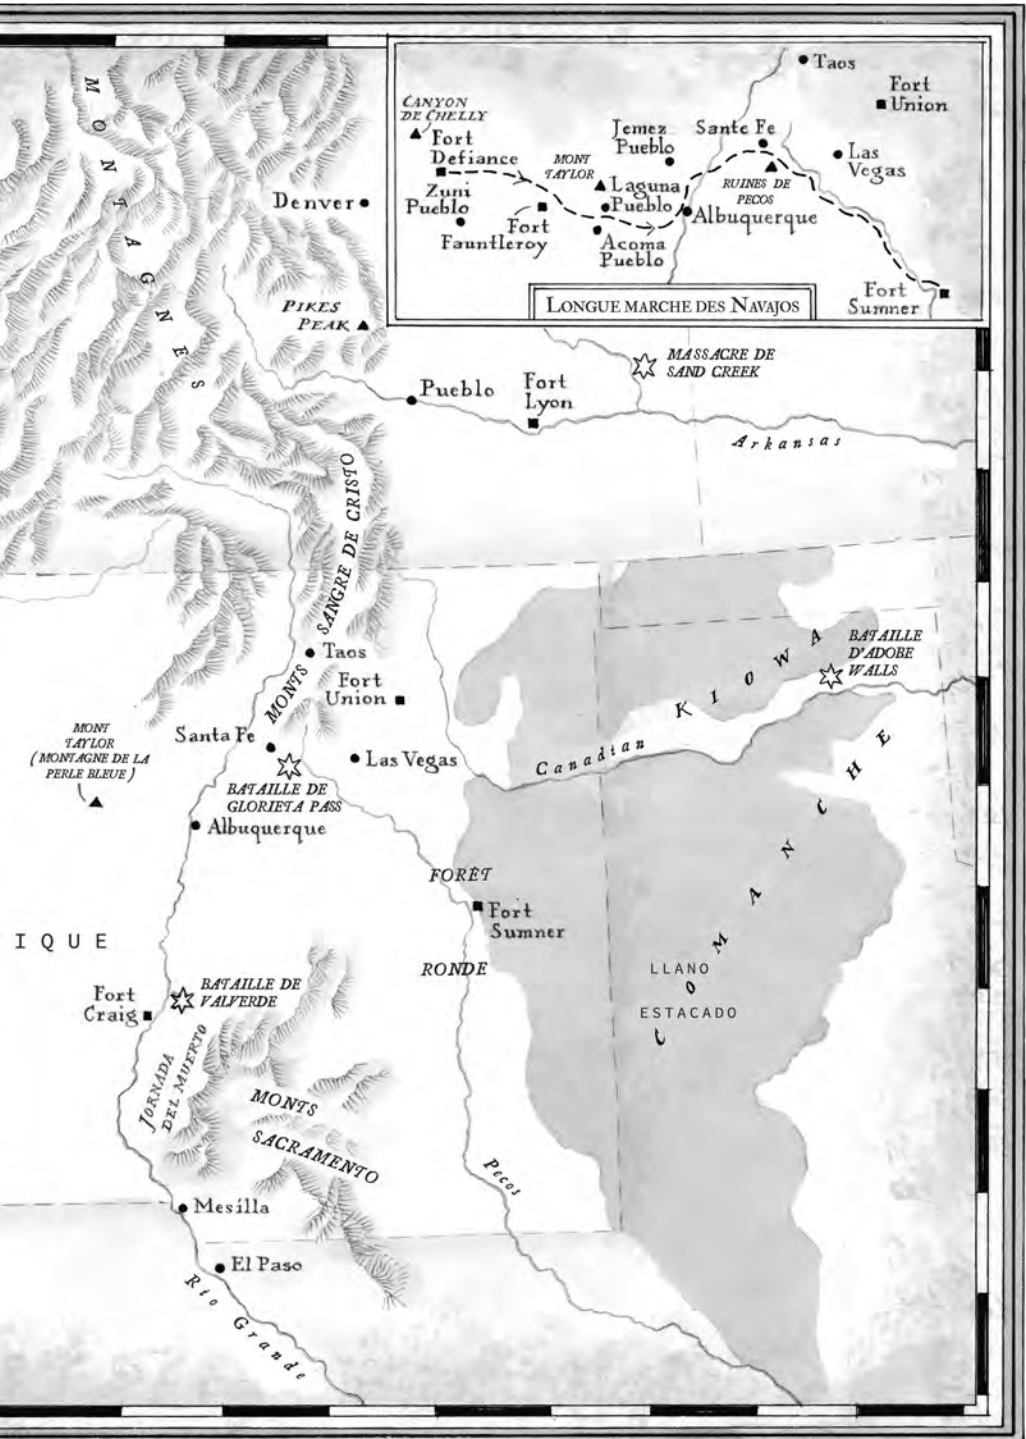 MONTAGNES
Denver
PIKES
PEAK
CANYON
DE CHELLY
Fort
Defiance
Zuni
Pueblo
Fort
Fauntleroy
MONT
TAYLOR
Jemez
Pueblo
Laguna
Pueblo
Acoma
Pueblo
Sante Fe
Albuquerque
RUINES DE
PECOS
Taos
Fort
Union
Las
Vegas
Fort
Sumner
LONGUE MARCHE DES NAVAJOS
MASSACRE DE
SAND CREEK
Pueblo
Fort
Lyon
Arkansas
MONTS SANGRE DE CRISTO
Taos
Fort
Union
Santa Fe
Las Vegas
BATAILLE DE
GLORIETA PASS
MONT
TAYLOR
(MONTAGNE DE LA
PERLE BLEUE)
Albuquerque
Canadian
KIOWA
BATAILLE
D'ADOBE
WALLS
COMANCHE
FORÊT
RONDE
Fort
Sumner
LLANO
ESTACADO
IQUE
BATAILLE DE
VALVERDE
Fort
Craig
JORNADA
DEL MUERTO
MONTS
SACRAMENTO
Pecos
Mesilla
El Paso
Río Grande